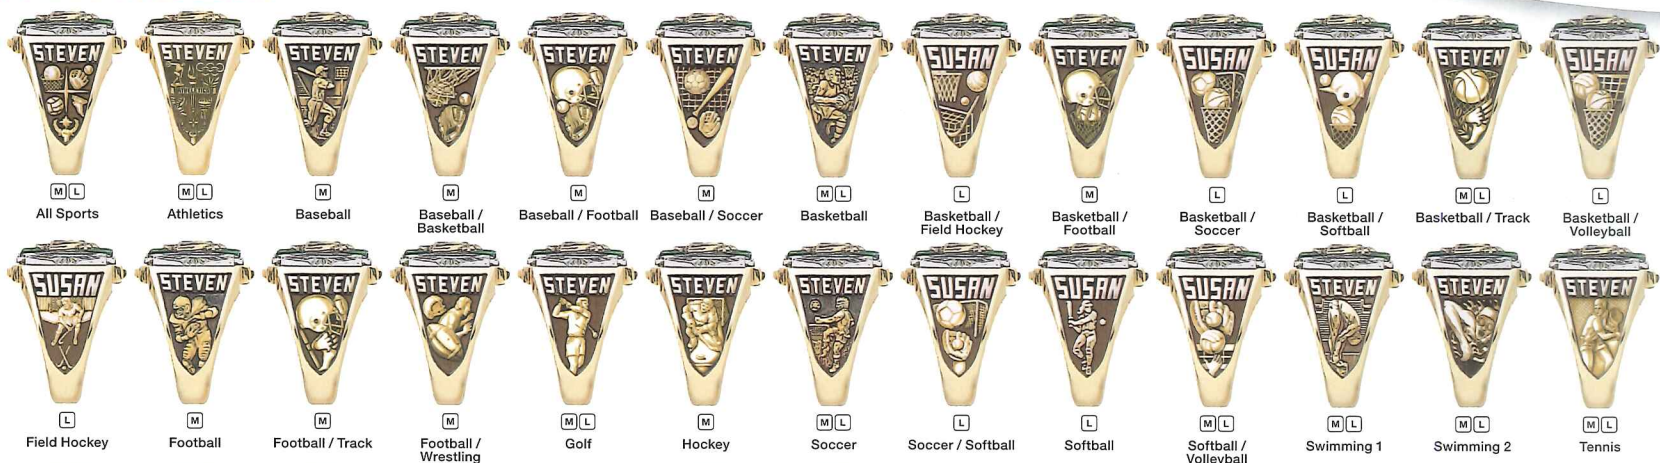 STEVEN STEVEN STEVEN STEVEN STEVEN STEVEN STEVEN SUSAN STEVEN SUSAN SUSAN STEVEN SUSAN
ATHLETICS
M L M L M M M M M L L M L L M L L
All Sports Athletics Baseball Baseball / Baseball / Football Baseball / Soccer Basketball Basketball / Basketball / Basketball / Basketball / Basketball / Track Basketball /
Basketball Field Hockey Football Soccer Softball Volleyball
SUSAN STEVEN STEVEN STEVEN STEVEN STEVEN STEVEN SUSAN SUSAN SUSAN STEVEN STEVEN STEVEN
L M M M M L M M L L L M L M L M L M L
Field Hockey Football Football / Track Football / Golf Hockey Soccer Soccer / Softball Softball Softball / Swimming 1 Swimming 2 Tennis
Wrestling Volleyball